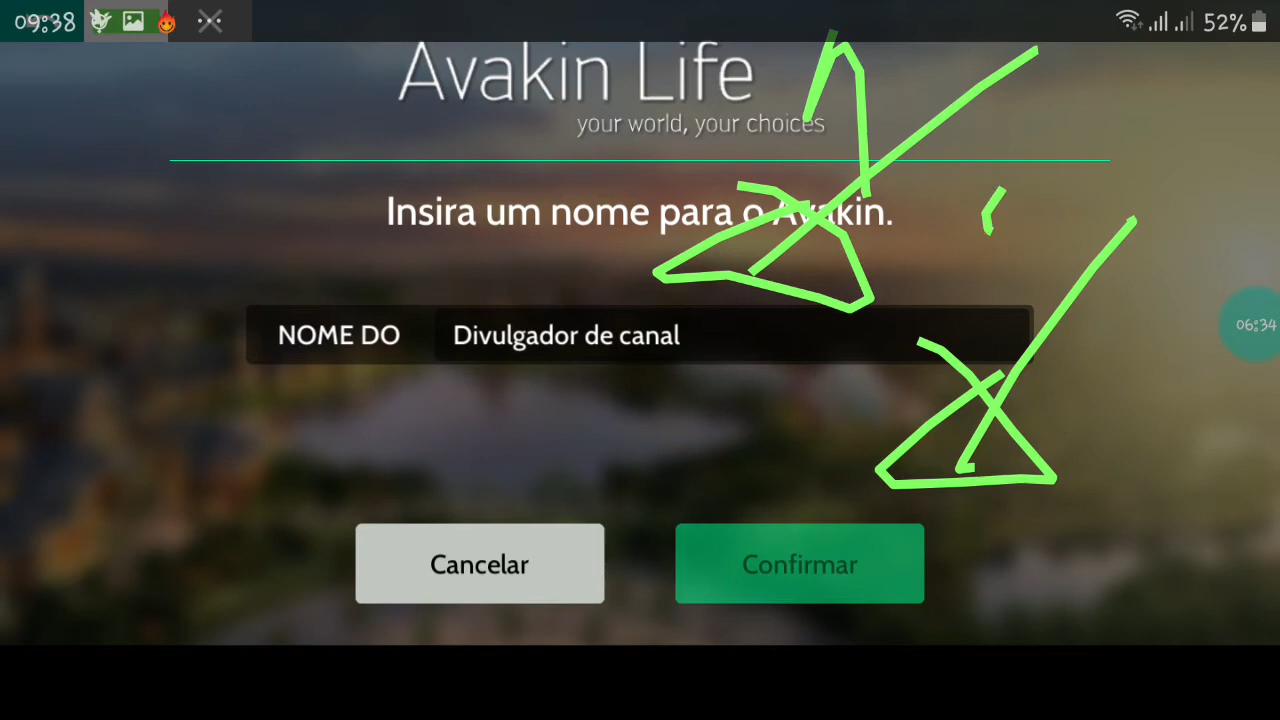 09:38
52%
Avakin Life
your world, your choices
Insira um nome para o Avakin.
NOME DO Divulgador de canal
06:34
Cancelar Confirmar